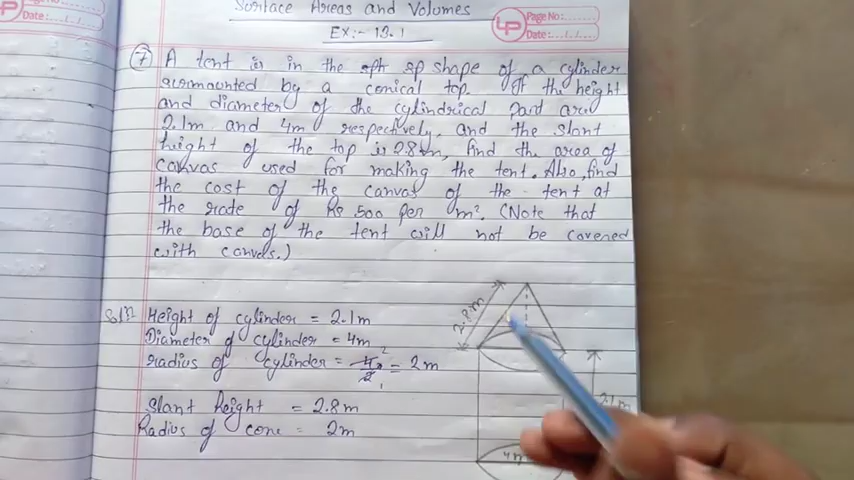 Surface Areas and Volumes
Ex:- 13.1
LP
Page No:
Date:
Date:
7 A tent is in the sp shape of a cylinder
surmounted by a conical top. If the height
and diameter of the cylindrical part are
2.1m and 4m respectively, and the slant
height of the top is 2.8m, find the area of
canvas used for making the tent. Also, find
the cost of the canvas of the tent at
the rate of Rs 500 per m². (Note that
the base of the tent will not be covered
with canvas.)
Soln Height of cylinder = 2.1m
Diameter of cylinder = 4m
radius of cylinder = 4/2 = 2m
Slant height = 2.8m
Radius of cone = 2m
2.8m
2.1m
4m